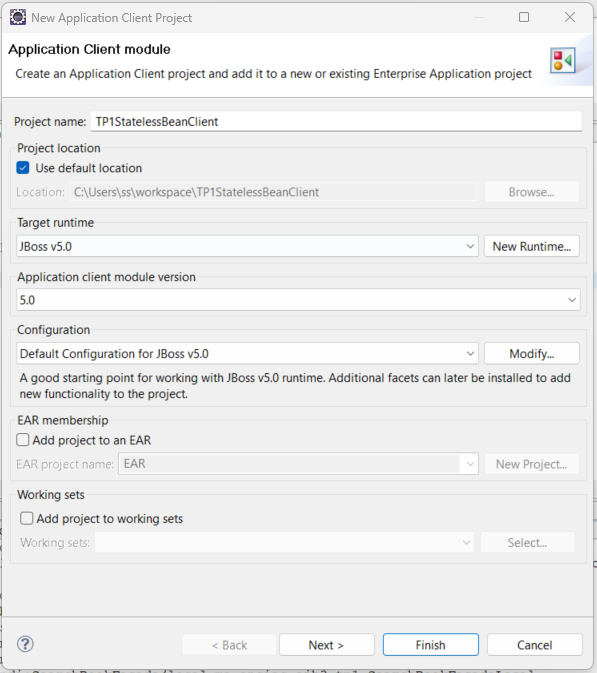 New Application Client Project
Application Client module
Create an Application Client project and add it to a new or existing Enterprise Application project
Project name: TP1StatelessBeanClient
Project location
Use default location
Location: C:\Users\ss\workspace\TP1StatelessBeanClient Browse...
Target runtime
JBoss v5.0 New Runtime...
Application client module version
5.0
Configuration
Default Configuration for JBoss v5.0 Modify...
A good starting point for working with JBoss v5.0 runtime. Additional facets can later be installed to add
new functionality to the project.
EAR membership
Add project to an EAR
EAR project name: EAR New Project...
Working sets
Add project to working sets
Working sets: Select...
? < Back Next > Finish Cancel